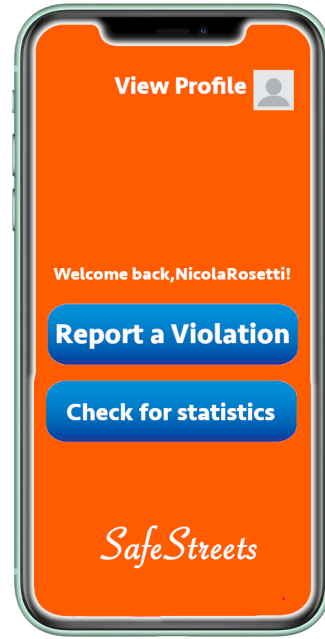 View Profile
Welcome back,NicolaRosetti!
Report a Violation
Check for statistics
SafeStreets